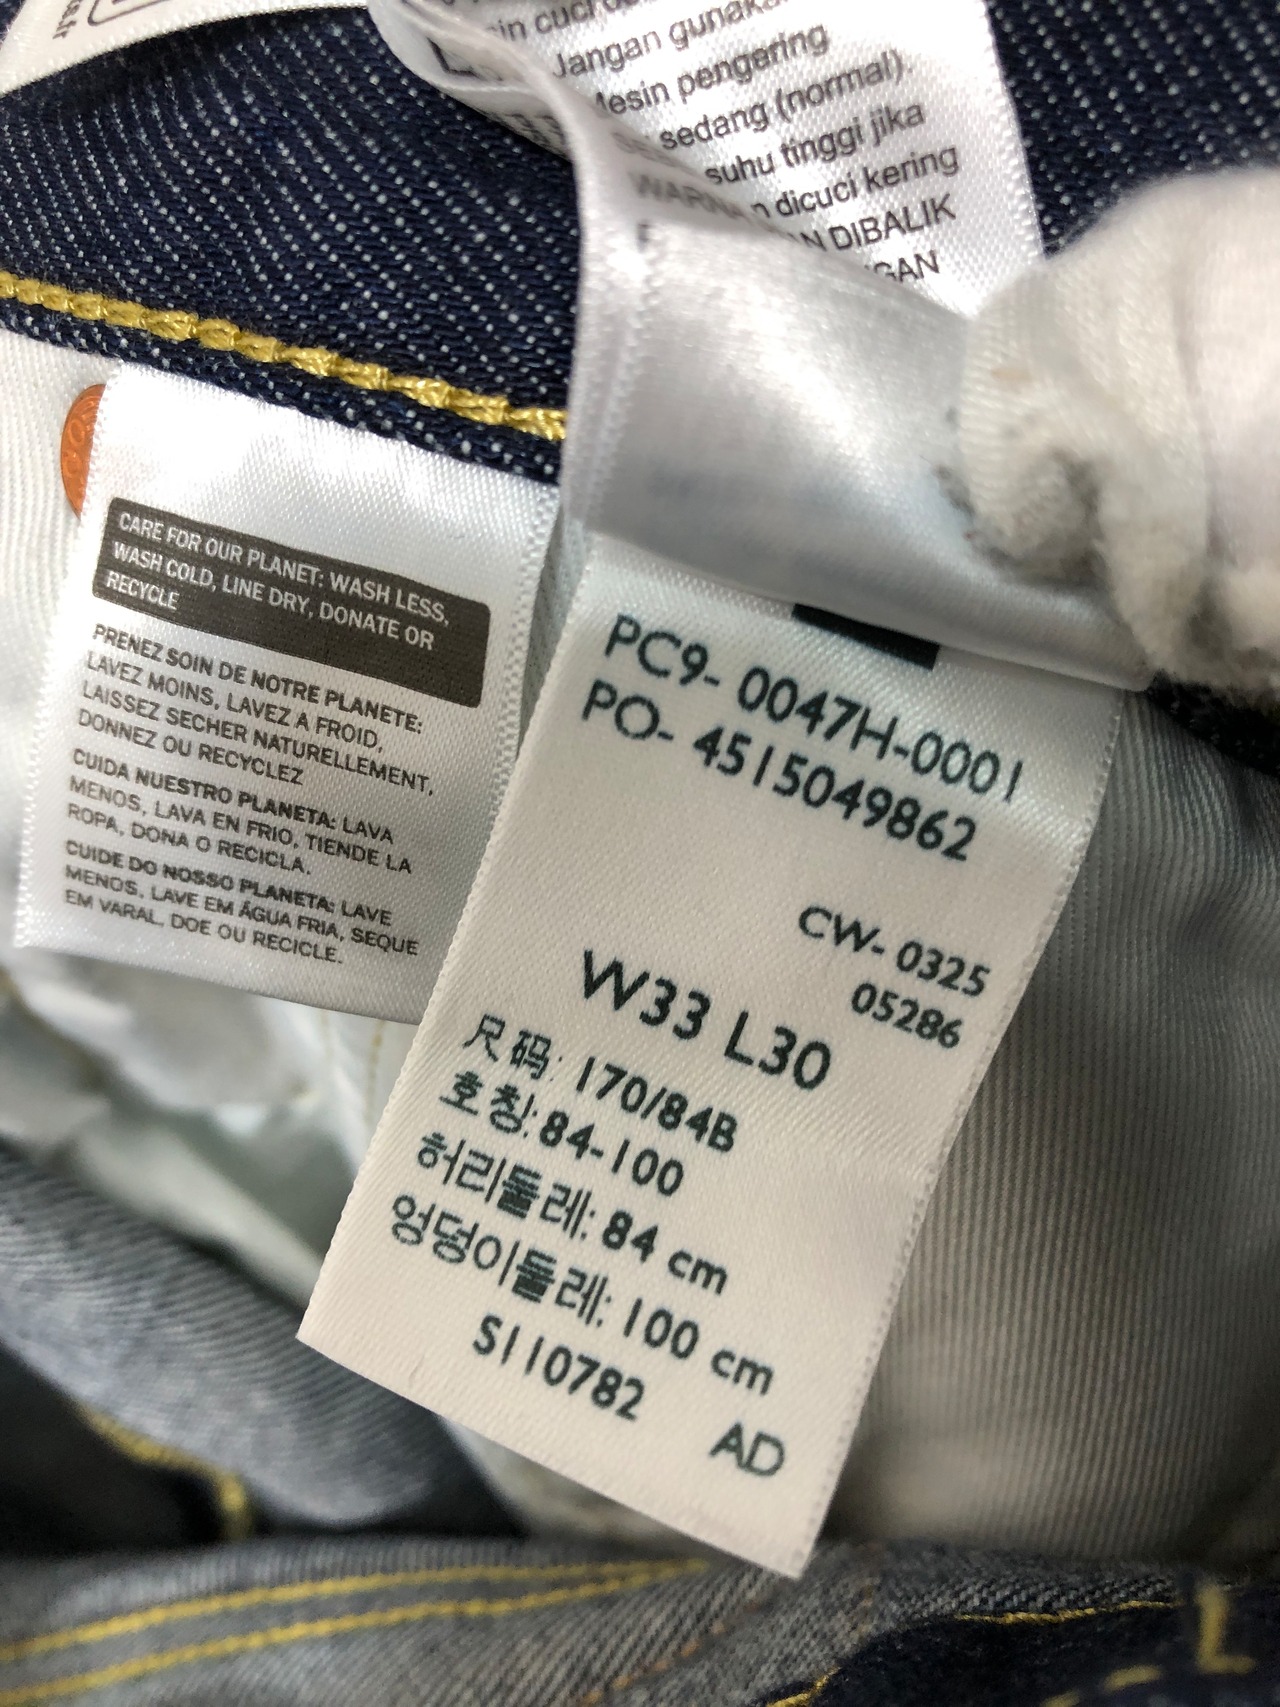 Jangan
pengering
sedang (normal).
suhu tinggi jika
dicuci kering
DIBALIK
CARE FOR OUR PLANET: WASH LESS,
WASH COLD, LINE DRY, DONATE OR
RECYCLE
PRENEZ SOIN DE NOTRE PLANETE:
LAVEZ MOINS, LAVEZ A FROID,
LAISSEZ SECHER NATURELLEMENT,
DONNEZ OU RECYCLEZ
CUIDA NUESTRO PLANETA: LAVA
MENOS, LAVA EN FRIO, TIENDE LA
ROPA, DONA O RECICLA.
CUIDE DO NOSSO PLANETA: LAVE
MENOS, LAVE EM ÁGUA FRIA, SEQUE
EM VARAL, DOE OU RECICLE.
PC9- 0047H-0001
PO- 4515049862
CW- 0325
05286
W33 L30
尺码: 170/84B
호칭: 84-100
허리둘레: 84 cm
엉덩이둘레: 100 cm
S110782
AD